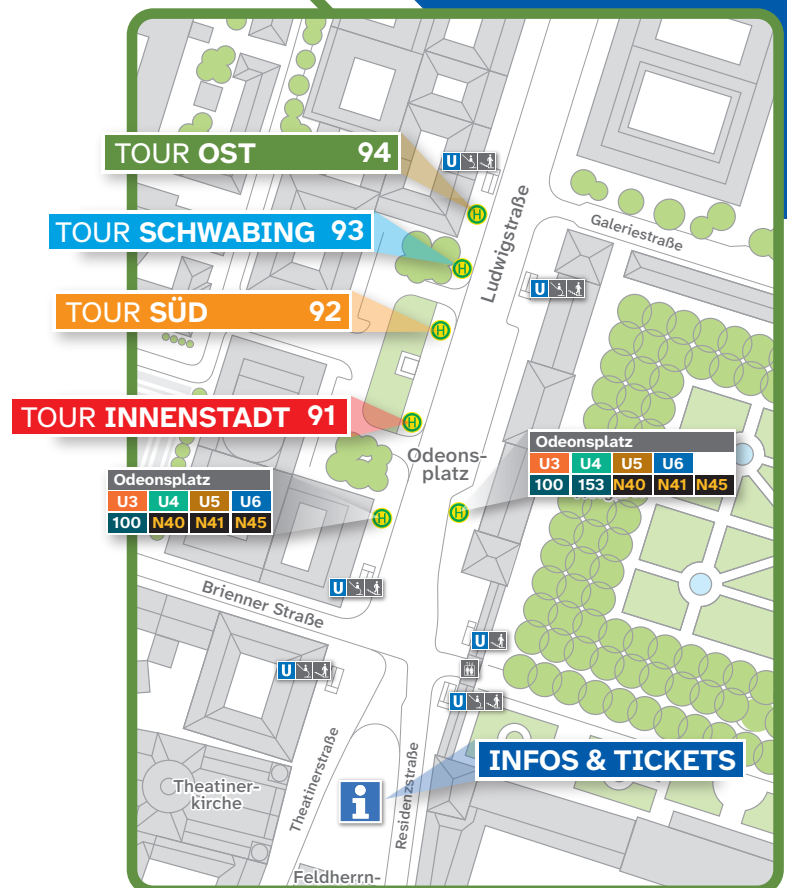 TOUR OST 94
U
H
Ludwigstraße
Galeriestraße
TOUR SCHWABING 93
H
U
TOUR SÜD 92
H
TOUR INNENSTADT 91
H
Odeons-
platz
Odeonsplatz
U3 U4 U5 U6
100 153 N40 N41 N45
H
Odeonsplatz
U3 U4 U5 U6
100 N40 N41 N45
H
U
Brienner Straße
U
U
U
INFOS & TICKETS
i
Theatinerstraße
Residenzstraße
Theatiner-
kirche
Feldherrn-